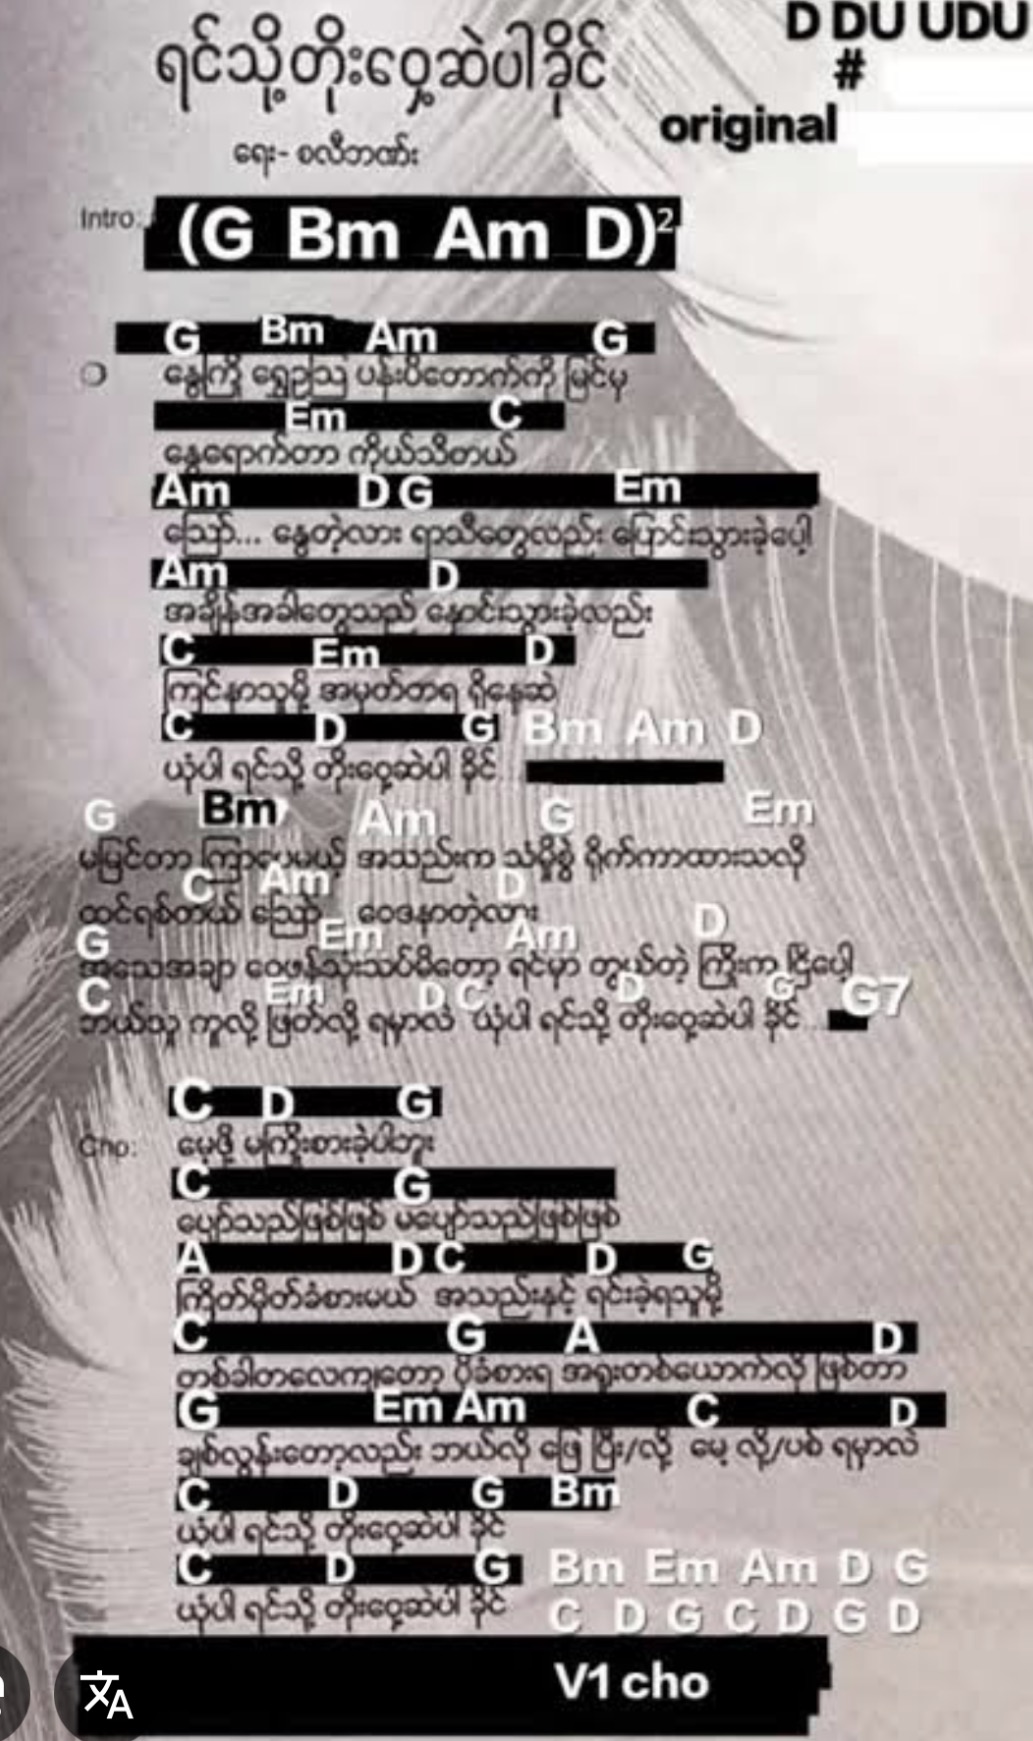 D DU UDU
ရင်သို့တိုးဝှေ့ဆဲပါခိုင်
#
original
ရေး- စလီဘဏ်း
Intro: (G Bm Am D)2
G Bm Am G
နွေကြို ရွှေဥဩ ပန်းပိတောက်ကို မြင်မှ
Em C
နွေရောက်တာ ကိုယ်သိတယ်
Am D G Em
ဪ... နွေတဲ့လား ရာသီတွေလည်း ပြောင်းသွားခဲ့ပေါ့
Am D
အချိန်အခါတွေသည် နှောင်းသွားခဲ့လည်း
C Em D
ကြင်နာသူမို့ အမှတ်တရ ရှိနေဆဲ
C D G Bm Am D
ယုံပါ ရင်သို့ တိုးဝှေ့ဆဲပါ ခိုင်
G Bm Am G Em
မမြင်တာ ကြာပေမယ့် အသည်းက သံမှိုစွဲ ရိုက်ကာထားသလို
C Am D
ထင်ရစ်တယ် ဪ ဝေဒနာတဲ့လား
G Em Am D
အသေအချာ ဝေဖန်သုံးသပ်မိတော့ ရင်မှာ တွယ်တဲ့ ကြိုးက ငြိပေါ့
C Em D C D G G7
ဘယ်သူ ကူလို့ ဖြတ်လို့ ရမှာလဲ ယုံပါ ရင်သို့ တိုးဝှေ့ဆဲပါ ခိုင်
C D G
Cho: မေ့ဖို့ မကြိုးစားခဲ့ပါဘူး
C G
ပျော်သည်ဖြစ်ဖြစ် မပျော်သည်ဖြစ်ဖြစ်
A D C D G
ကြိတ်မှိတ်ခံစားမယ် အသည်းနှင့် ရင်းခဲ့ရသူမို့
C G A D
တစ်ခါတလေကျတော့ ပိုခံစားရ အရူးတစ်ယောက်လို ဖြစ်တာ
G Em Am C D
ချစ်လွန်းတော့လည်း ဘယ်လို ဖြေ ပြီး/လို့ မေ့ လို့/ပစ် ရမှာလဲ
C D G Bm
ယုံပါ ရင်သို့ တိုးဝှေ့ဆဲပါ ခိုင်
C D G Bm Em Am D G
ယုံပါ ရင်သို့ တိုးဝှေ့ဆဲပါ ခိုင် C D G C D G D
V1 cho